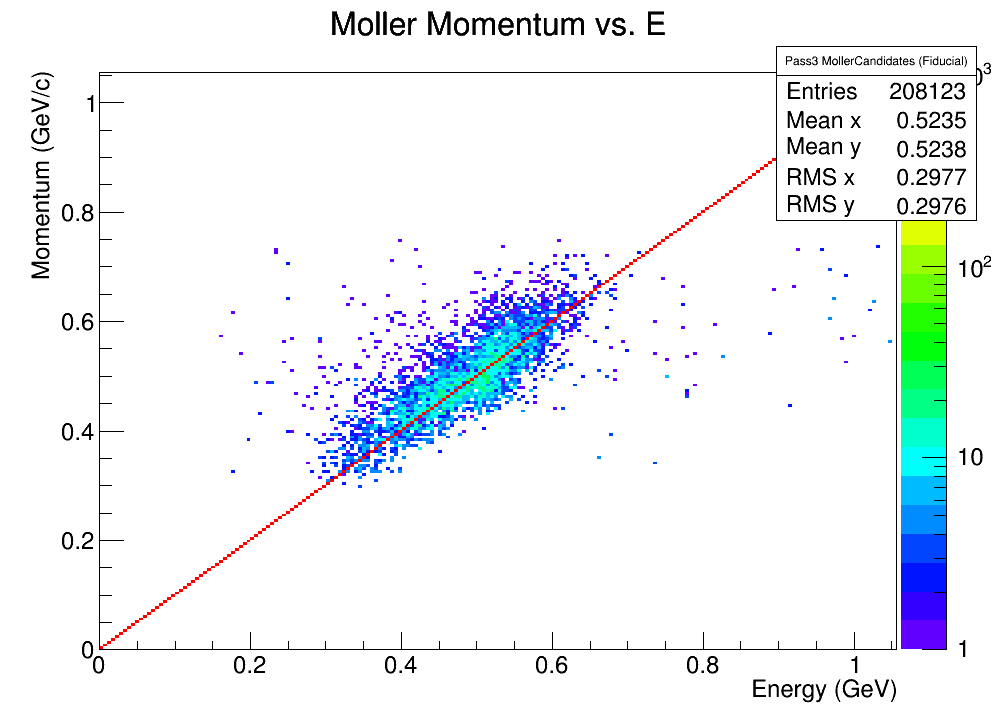 Moller Momentum vs. E
Pass3 MollerCandidates (Fiducial)
Entries 208123
Mean x 0.5235
Mean y 0.5238
RMS x 0.2977
RMS y 0.2976
Momentum (GeV/c)
1
0.8
0.6
0.4
0.2
0
0 0.2 0.4 0.6 0.8 1
Energy (GeV)
10²
10
1